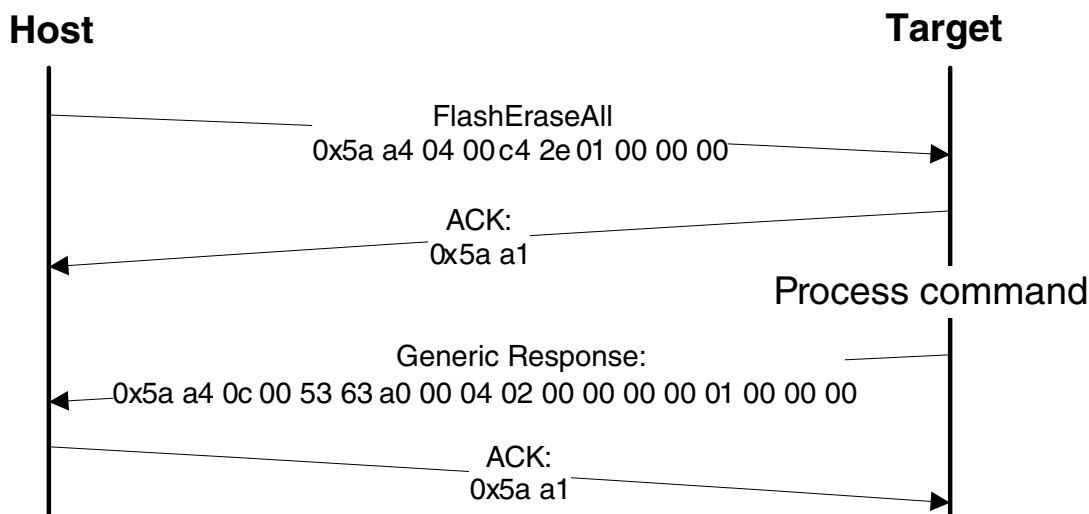 Host
Target
FlashEraseAll
0x5a a4 04 00 c4 2e 01 00 00 00
ACK:
0x5a a1
Process command
Generic Response:
0x5a a4 0c 00 53 63 a0 00 04 02 00 00 00 00 01 00 00 00
ACK:
0x5a a1